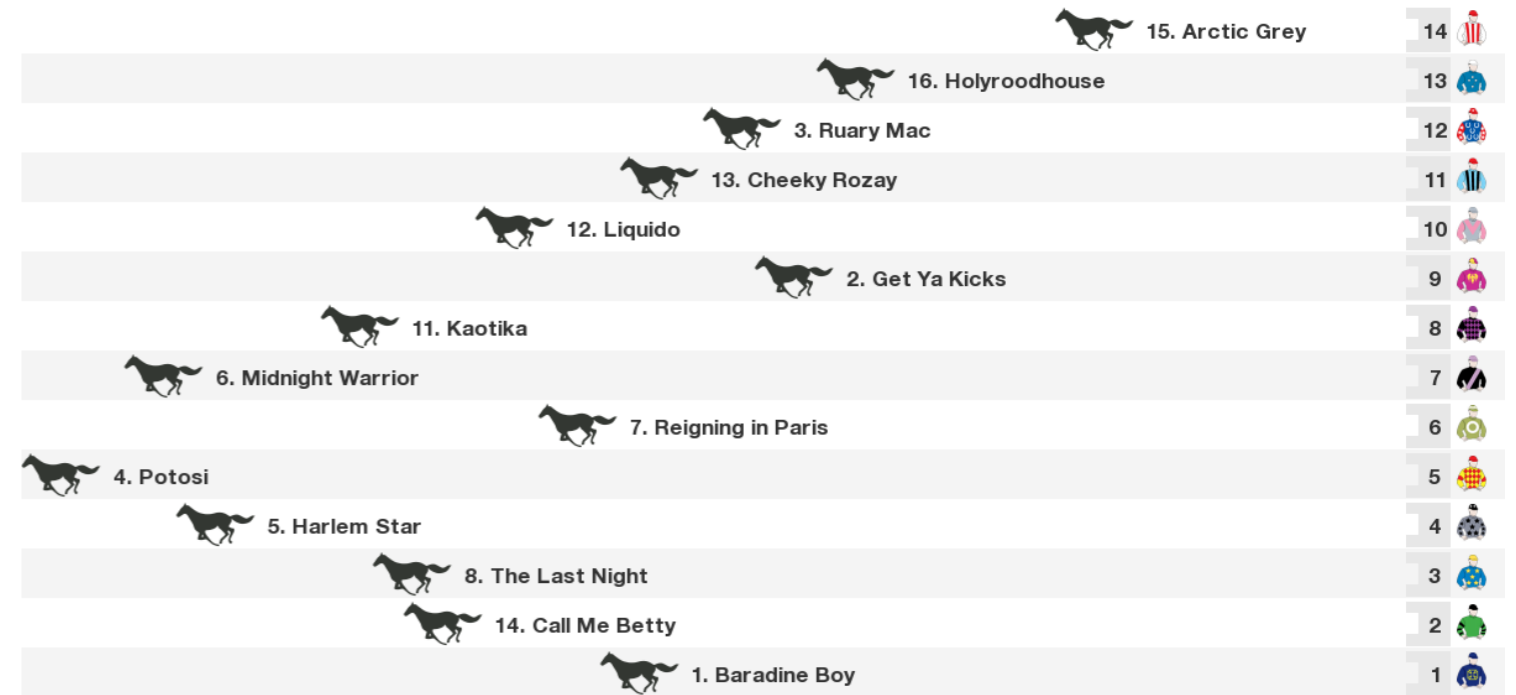 15. Arctic Grey 14
16. Holyroodhouse 13
3. Ruary Mac 12
13. Cheeky Rozay 11
12. Liquido 10
2. Get Ya Kicks 9
11. Kaotika 8
6. Midnight Warrior 7
7. Reigning in Paris 6
4. Potosi 5
5. Harlem Star 4
8. The Last Night 3
14. Call Me Betty 2
1. Baradine Boy 1